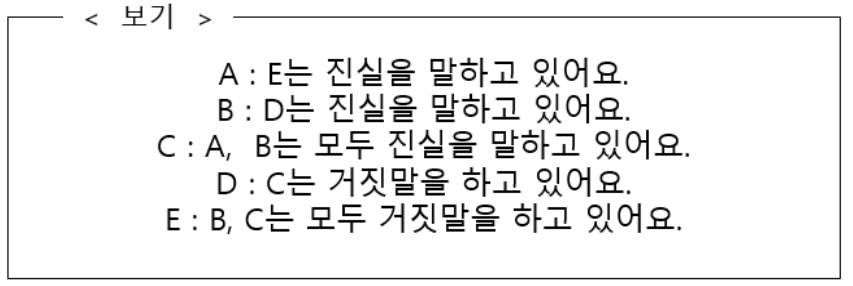 < 보기 >
A : E는 진실을 말하고 있어요.
B : D는 진실을 말하고 있어요.
C : A, B는 모두 진실을 말하고 있어요.
D : C는 거짓말을 하고 있어요.
E : B, C는 모두 거짓말을 하고 있어요.